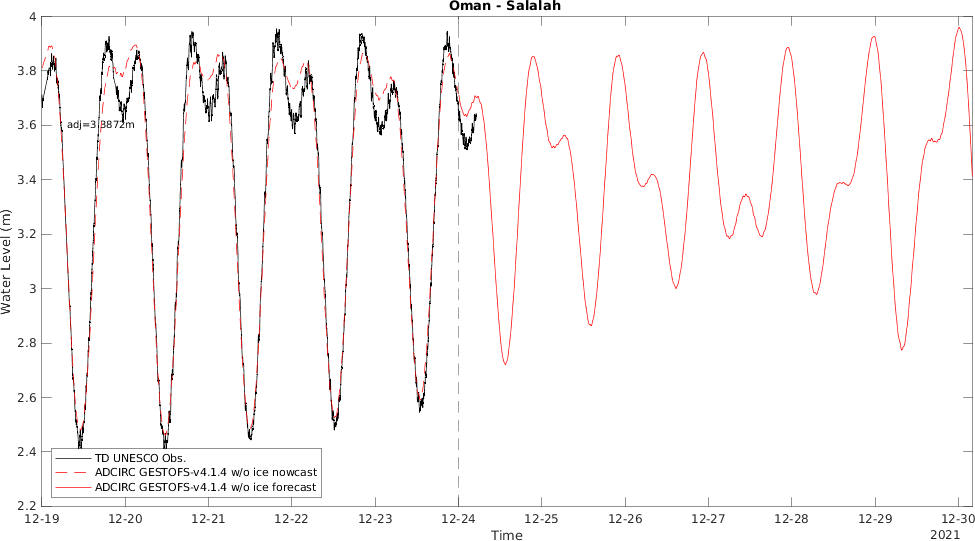 Oman - Salalah
4
3.8
3.6
3.4
3.2
3
2.8
2.6
2.4
2.2
Water Level (m)
adj=3.3872m
TD UNESCO Obs.
ADCIRC GESTOFS-v4.1.4 w/o ice nowcast
ADCIRC GESTOFS-v4.1.4 w/o ice forecast
12-19 12-20 12-21 12-22 12-23 12-24 12-25 12-26 12-27 12-28 12-29 12-30
Time
2021